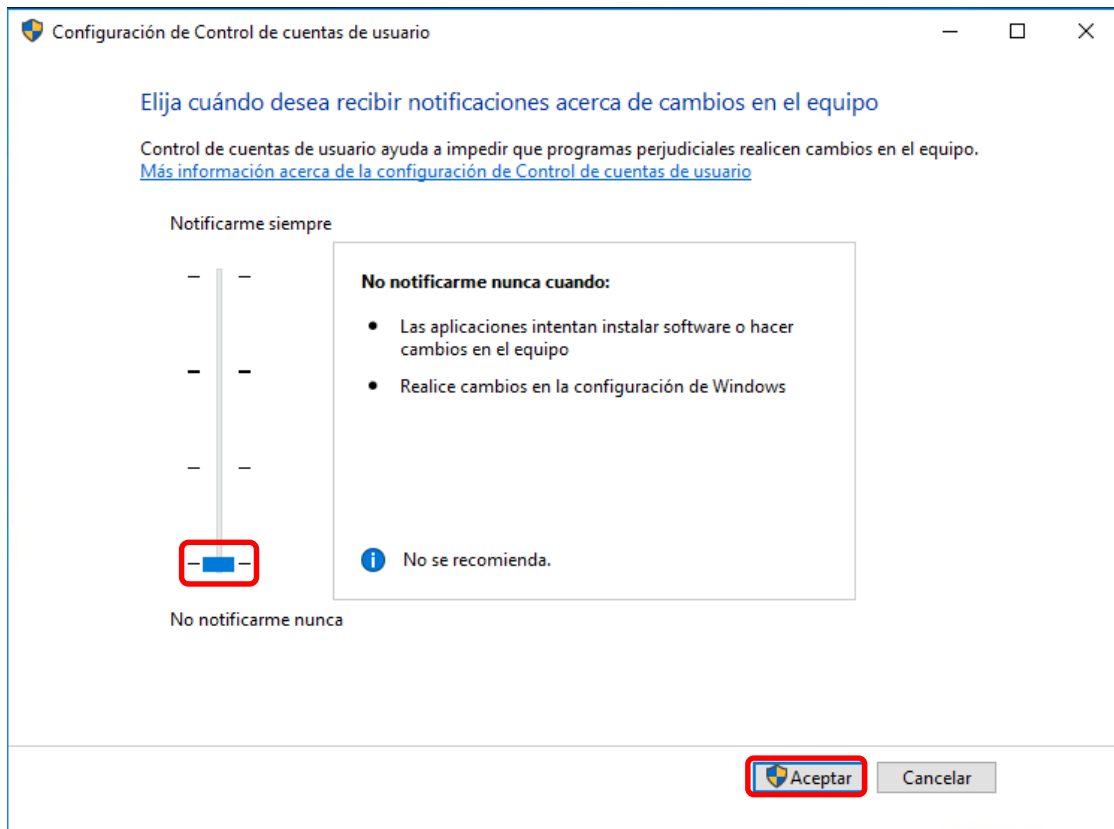 Configuración de Control de cuentas de usuario
Elija cuándo desea recibir notificaciones acerca de cambios en el equipo
Control de cuentas de usuario ayuda a impedir que programas perjudiciales realicen cambios en el equipo.
Más información acerca de la configuración de Control de cuentas de usuario
Notificarme siempre
No notificarme nunca cuando:
Las aplicaciones intentan instalar software o hacer
cambios en el equipo
Realice cambios en la configuración de Windows
No se recomienda.
No notificarme nunca
Aceptar
Cancelar